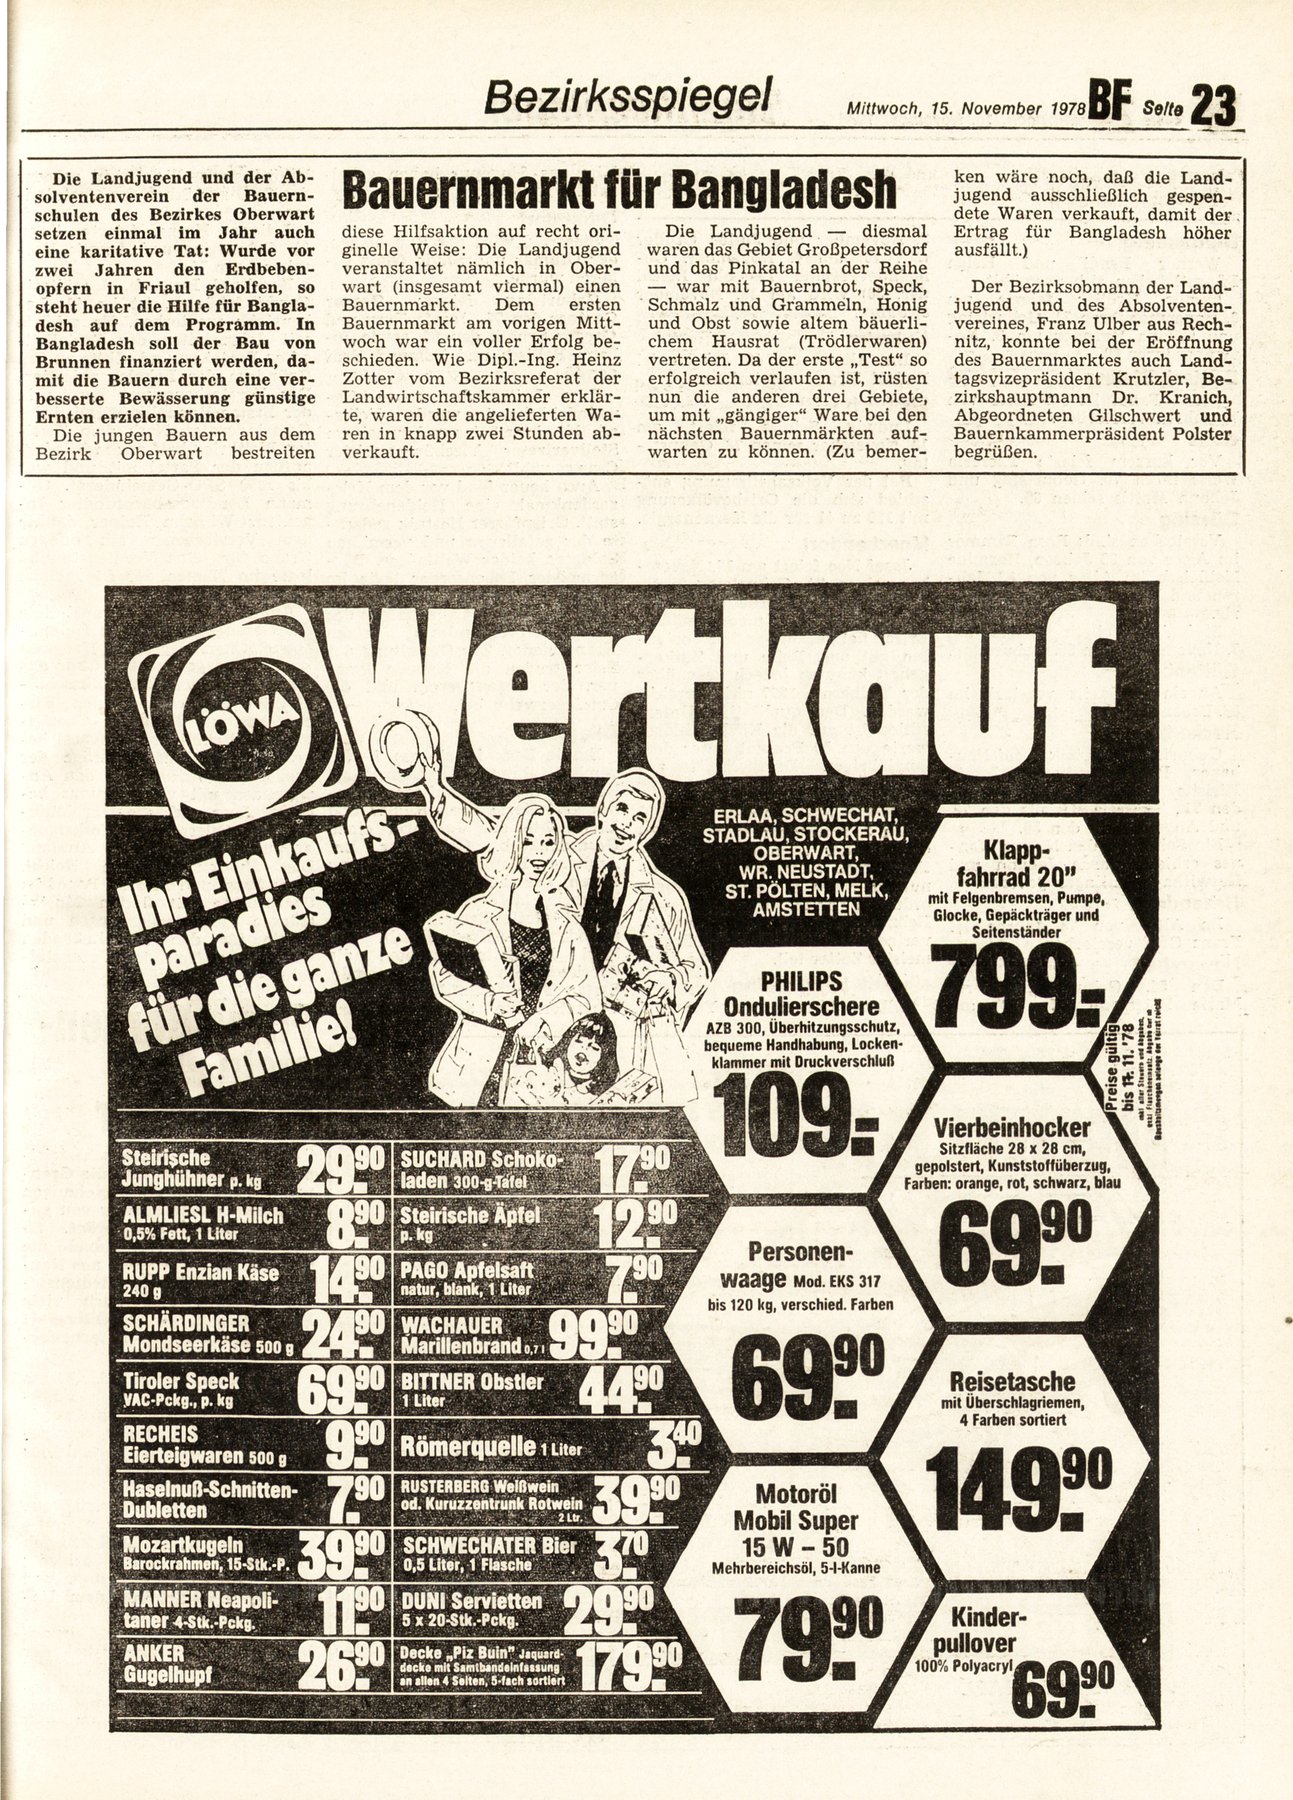 Bezirksspiegel
Mittwoch, 15. November 1978 BF Seite 23
Bauernmarkt für Bangladesh
Die Landjugend und der Ab-
solventenverein der Bauern-
schulen des Bezirkes Oberwart
setzen einmal im Jahr auch
eine karitative Tat: Wurde vor
zwei Jahren den Erdbeben-
opfern in Friaul geholfen, so
steht heuer die Hilfe für Bangla-
desh auf dem Programm. In
Bangladesh soll der Bau von
Brunnen finanziert werden, da-
mit die Bauern durch eine ver-
besserte Bewässerung günstige
Ernten erzielen können.
Die jungen Bauern aus dem
Bezirk Oberwart bestreiten
diese Hilfsaktion auf recht ori-
ginelle Weise: Die Landjugend
veranstaltet nämlich in Ober-
wart (insgesamt viermal) einen
Bauernmarkt. Dem ersten
Bauernmarkt am vorigen Mitt-
woch war ein voller Erfolg be-
schieden. Wie Dipl.-Ing. Heinz
Zotter vom Bezirksreferat der
Landwirtschaftskammer erklär-
te, waren die angelieferten Wa-
ren in knapp zwei Stunden ab-
verkauft.
Die Landjugend — diesmal
waren das Gebiet Großpetersdorf
und das Pinkatal an der Reihe
— war mit Bauernbrot, Speck,
Schmalz und Grammeln, Honig
und Obst sowie altem bäuerli-
chem Hausrat (Trödlerwaren)
vertreten. Da der erste „Test“ so
erfolgreich verlaufen ist, rüsten
nun die anderen drei Gebiete,
um mit „gängiger“ Ware bei den
nächsten Bauernmärkten auf-
warten zu können. (Zu bemer-
ken wäre noch, daß die Land-
jugend ausschließlich gespen-
dete Waren verkauft, damit der
Ertrag für Bangladesh höher
ausfällt.)
Der Bezirksobmann der Land-
jugend und des Absolventen-
vereines, Franz Ulber aus Rech-
nitz, konnte bei der Eröffnung
des Bauernmarktes auch Land-
tagsvizepräsident Krutzler, Be-
zirkshauptmann Dr. Kranich,
Abgeordneten Gilschwert und
Bauernkammerpräsident Polster
begrüßen.
LÖWA
Wertkauf
Ihr Einkaufs-
paradies
für die ganze
Familie!
ERLAA, SCHWECHAT,
STADLAU, STOCKERAU,
OBERWART,
WR. NEUSTADT,
ST. PÖLTEN, MELK,
AMSTETTEN
Klapp-
fahrrad 20”
mit Felgenbremsen, Pumpe,
Glocke, Gepäckträger und
Seitenständer
799.-
PHILIPS
Ondulierschere
AZB 300, Überhitzungsschutz,
bequeme Handhabung, Locken-
klammer mit Druckverschluß
109.-
Preise gültig
bis 17. 11. '78
Vierbeinhocker
Sitzfläche 28 x 28 cm,
gepolstert, Kunststoffüberzug,
Farben: orange, rot, schwarz, blau
69.90
Personen-
waage Mod. EKS 317
bis 120 kg, verschied. Farben
69.90
Reisetasche
mit Überschlagriemen,
4 Farben sortiert
149.90
Motoröl
Mobil Super
15 W – 50
Mehrbereichsöl, 5-l-Kanne
79.90
Kinder-
pullover
100% Polyacryl
69.90
Steirische
Junghühner p. kg 29.90
ALMLIESL H-Milch
0,5% Fett, 1 Liter 8.90
RUPP Enzian Käse
240 g 14.90
SCHÄRDINGER
Mondseerkäse 500 g 24.90
Tiroler Speck
VAC-Pckg., p. kg 69.90
RECHEIS
Eierteigwaren 500 g 9.90
Haselnuß-Schnitten-
Dubletten 7.90
Mozartkugeln
Barockrahmen, 15-Stk.-P. 39.90
MANNER Neapoli-
taner 4-Stk.-Pckg. 11.90
ANKER
Gugelhupf 26.90
SUCHARD Schoko-
laden 300-g-Tafel 17.90
Steirische Äpfel
p. kg 12.90
PAGO Apfelsaft
natur, blank, 1 Liter 7.90
WACHAUER
Marillenbrand 0,7 l 99.90
BITTNER Obstler
1 Liter 44.90
Römerquelle 1 Liter 3.40
RUSTERBERG Weißwein
od. Kuruzzentrunk Rotwein
2 Ltr. 39.90
SCHWECHATER Bier
0,5 Liter, 1 Flasche 3.70
DUNI Servietten
5 x 20-Stk.-Pckg. 29.90
Decke „Piz Buin” Jaquard-
decke mit Samtbandeinfassung
an allen 4 Seiten, 5-fach sortiert 179.90